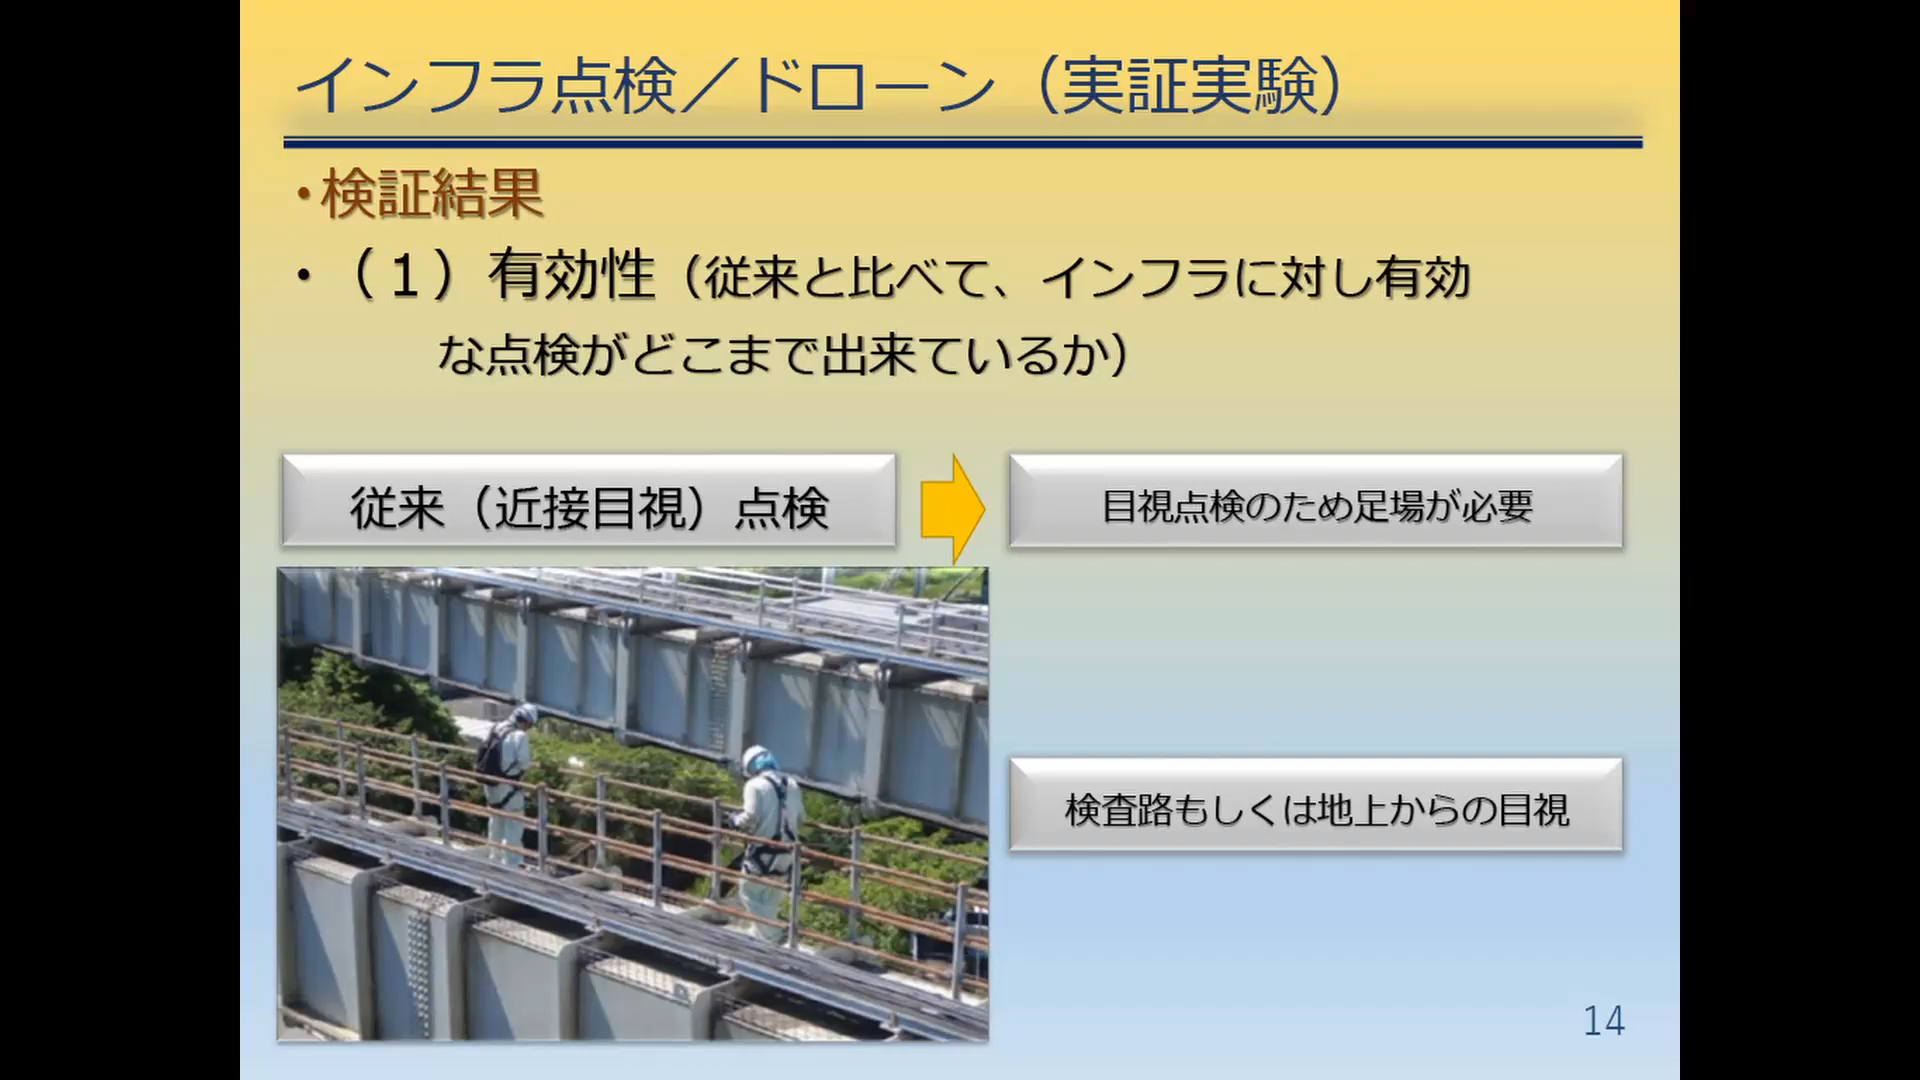 インフラ点検／ドローン（実証実験）
・検証結果
・（１）有効性（従来と比べて、インフラに対し有効
な点検がどこまで出来ているか）
従来（近接目視）点検
目視点検のため足場が必要
検査路もしくは地上からの目視
14